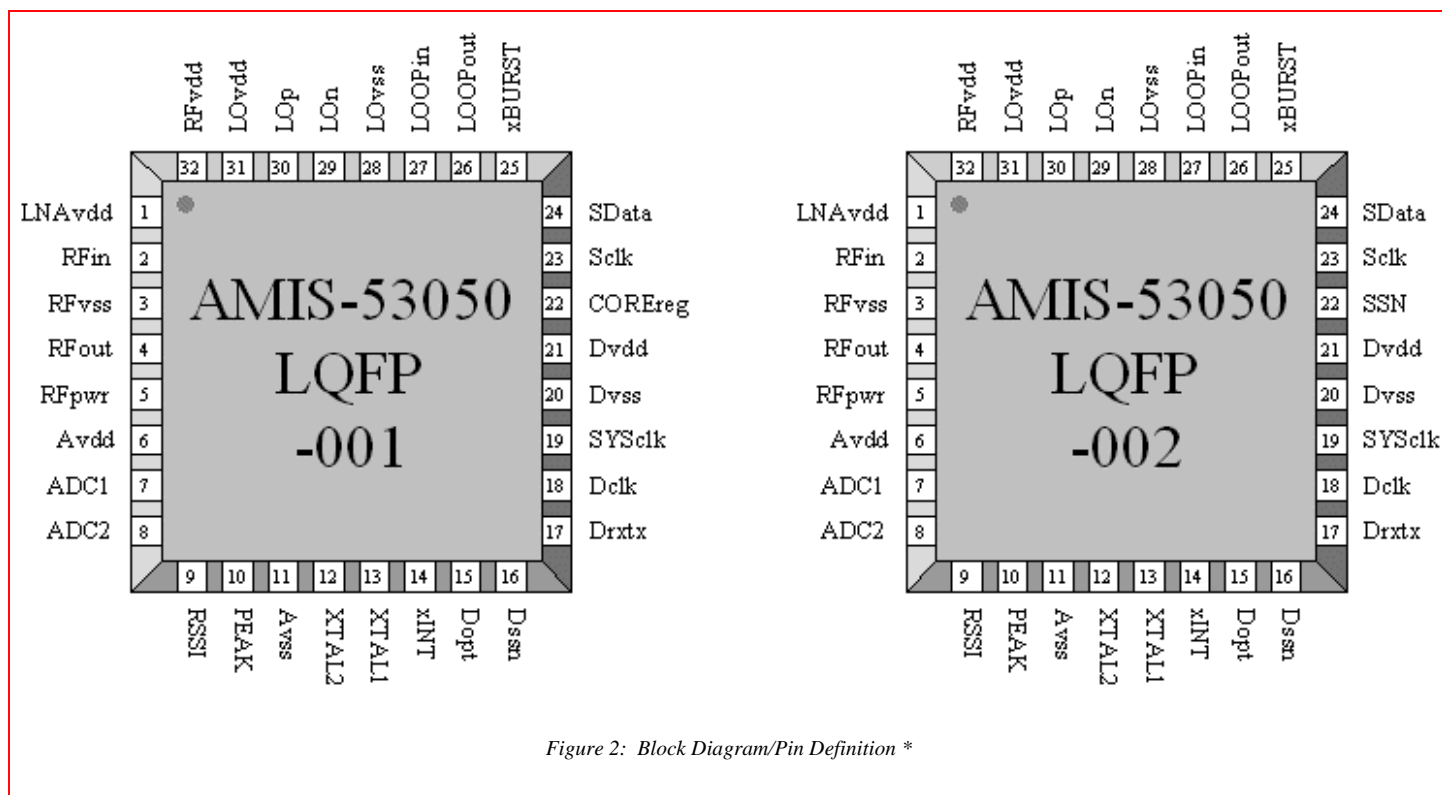 RFvdd
LOvdd
LOp
LOn
LOvss
LOOPin
LOOPout
xBURST
32 31 30 29 28 27 26 25
LNAvdd 1
RFin 2
RFvss 3
RFout 4
RFpwr 5
Avdd 6
ADC1 7
ADC2 8
AMIS-53050
LQFP
-001
24 SData
23 Sclk
22 COREreg
21 Dvdd
20 Dvss
19 SYSclk
18 Dclk
17 Drxtx
9 10 11 12 13 14 15 16
RSSI
PEAK
Avss
XTAL2
XTAL1
xINT
Dopt
Dssn
RFvdd
LOvdd
LOp
LOn
LOvss
LOOPin
LOOPout
xBURST
32 31 30 29 28 27 26 25
LNAvdd 1
RFin 2
RFvss 3
RFout 4
RFpwr 5
Avdd 6
ADC1 7
ADC2 8
AMIS-53050
LQFP
-002
24 SData
23 Sclk
22 SSN
21 Dvdd
20 Dvss
19 SYSclk
18 Dclk
17 Drxtx
9 10 11 12 13 14 15 16
RSSI
PEAK
Avss
XTAL2
XTAL1
xINT
Dopt
Dssn
Figure 2: Block Diagram/Pin Definition *